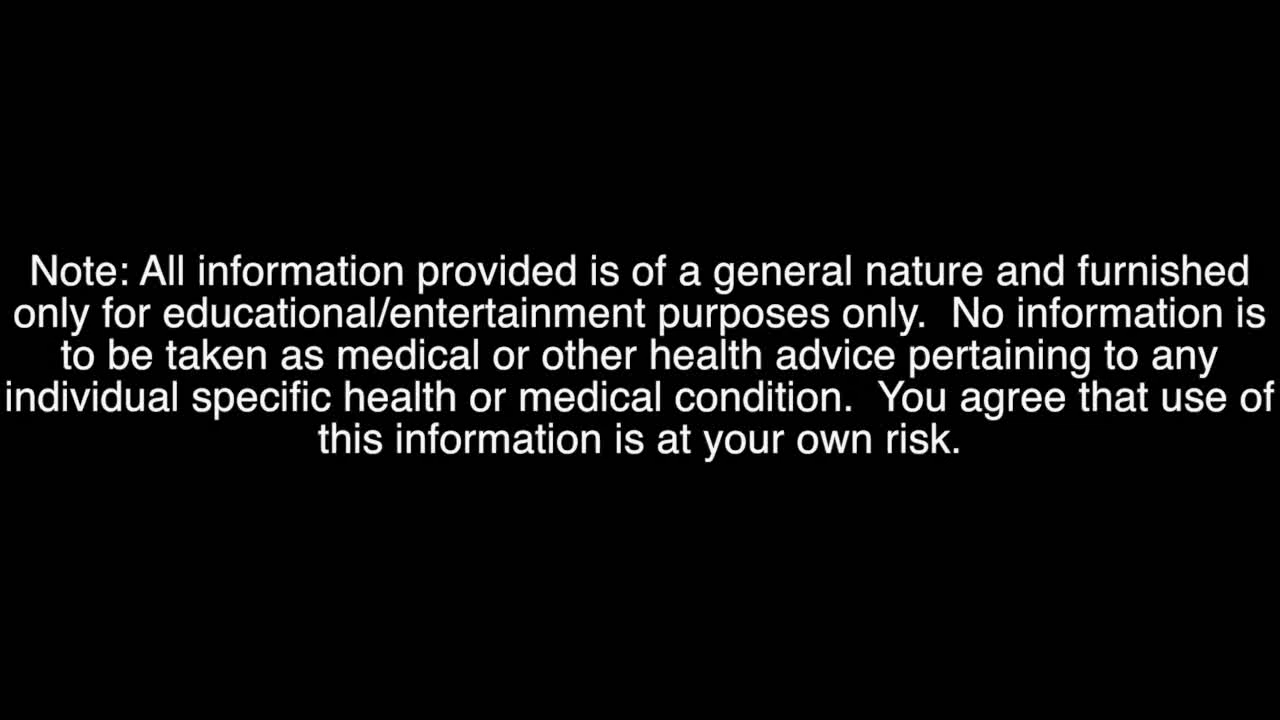 Note: All information provided is of a general nature and furnished
only for educational/entertainment purposes only.  No information is
to be taken as medical or other health advice pertaining to any
individual specific health or medical condition.  You agree that use of
this information is at your own risk.